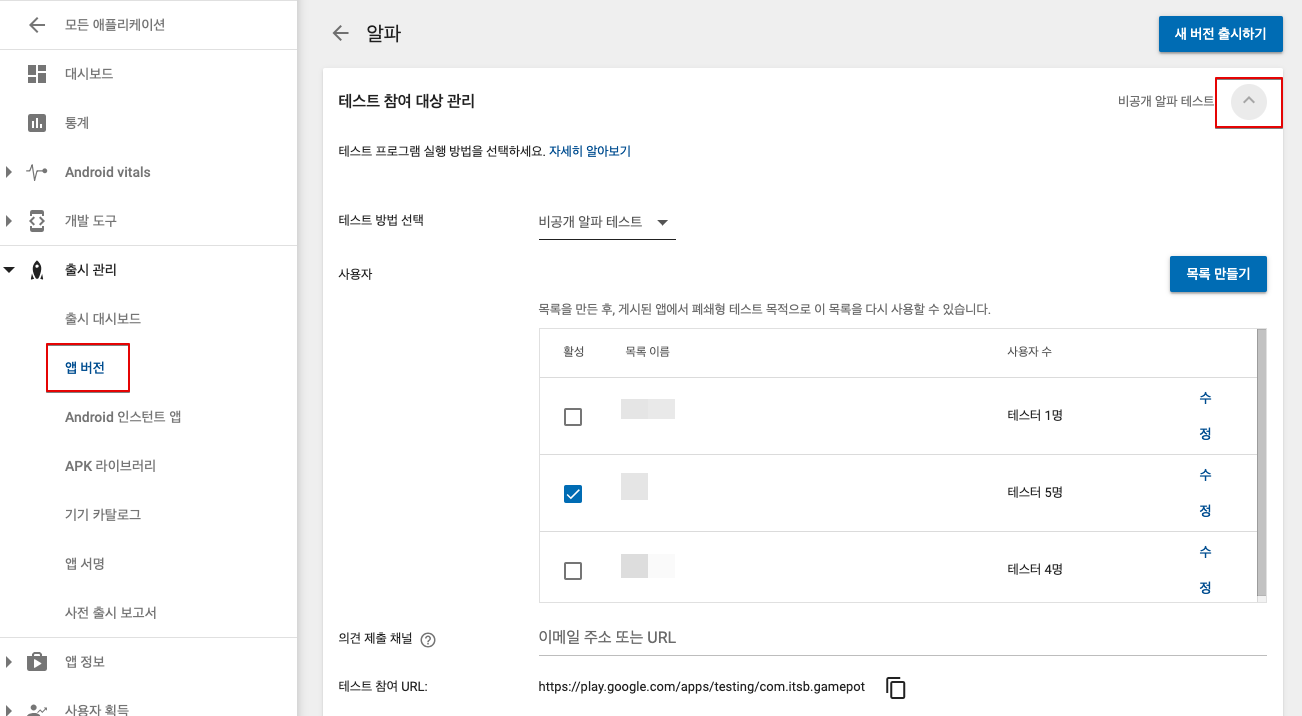 모든 애플리케이션
대시보드
통계
Android vitals
개발 도구
출시 관리
출시 대시보드
앱 버전
Android 인스턴트 앱
APK 라이브러리
기기 카탈로그
앱 서명
사전 출시 보고서
앱 정보
사용자 획득
알파
새 버전 출시하기
테스트 참여 대상 관리
비공개 알파 테스트
테스트 프로그램 실행 방법을 선택하세요. 자세히 알아보기
테스트 방법 선택
비공개 알파 테스트
사용자
목록 만들기
목록을 만든 후, 게시된 앱에서 폐쇄형 테스트 목적으로 이 목록을 다시 사용할 수 있습니다.
활성 목록 이름 사용자 수
테스터 1명
수
정
테스터 5명
수
정
테스터 4명
수
정
의견 제출 채널 ?
이메일 주소 또는 URL
테스트 참여 URL:
https://play.google.com/apps/testing/com.itsb.gamepot